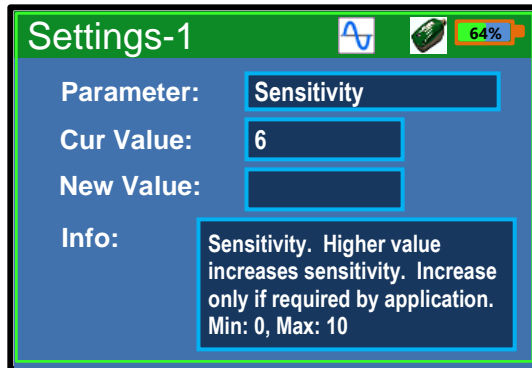 Settings-1
64%
Parameter: Sensitivity
Cur Value: 6
New Value:
Info:
Sensitivity. Higher value
increases sensitivity. Increase
only if required by application.
Min: 0, Max: 10